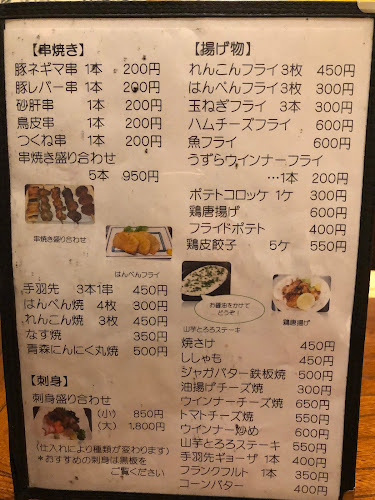 【串焼き】
豚ネギマ串 1本 200円
豚レバー串 1本 200円
砂肝串 1本 200円
鳥皮串 1本 200円
つくね串 1本 200円
串焼き盛り合わせ
5本 950円
串焼き盛り合わせ
はんぺんフライ
手羽先 3本1串 450円
はんぺん焼 4枚 300円
れんこん焼 3枚 450円
なす焼 350円
青森にんにく丸焼 500円
【刺身】
刺身盛り合わせ
(小) 850円
(大) 1,800円
(仕入れにより種類が変わります)
*おすすめの刺身は黒板を
ご覧ください
【揚げ物】
れんこんフライ3枚 450円
はんぺんフライ3枚 300円
玉ねぎフライ 3本 300円
ハムチーズフライ 600円
魚フライ 600円
うずらウインナーフライ
…1本 200円
ポテトコロッケ 1ケ 300円
鶏唐揚げ 600円
フライドポテト 400円
鶏皮餃子 5ケ 550円
お醤油をかけて
どうぞ!
山芋とろろステーキ
鶏唐揚げ
焼さけ 450円
ししゃも 450円
ジャガバター鉄板焼 500円
油揚げチーズ焼 300円
ウインナーチーズ焼 650円
トマトチーズ焼 550円
ウインナー炒め 600円
山芋とろろステーキ 550円
手羽先ギョーザ 1本 400円
フランクフルト 1本 350円
コーンバター 400円